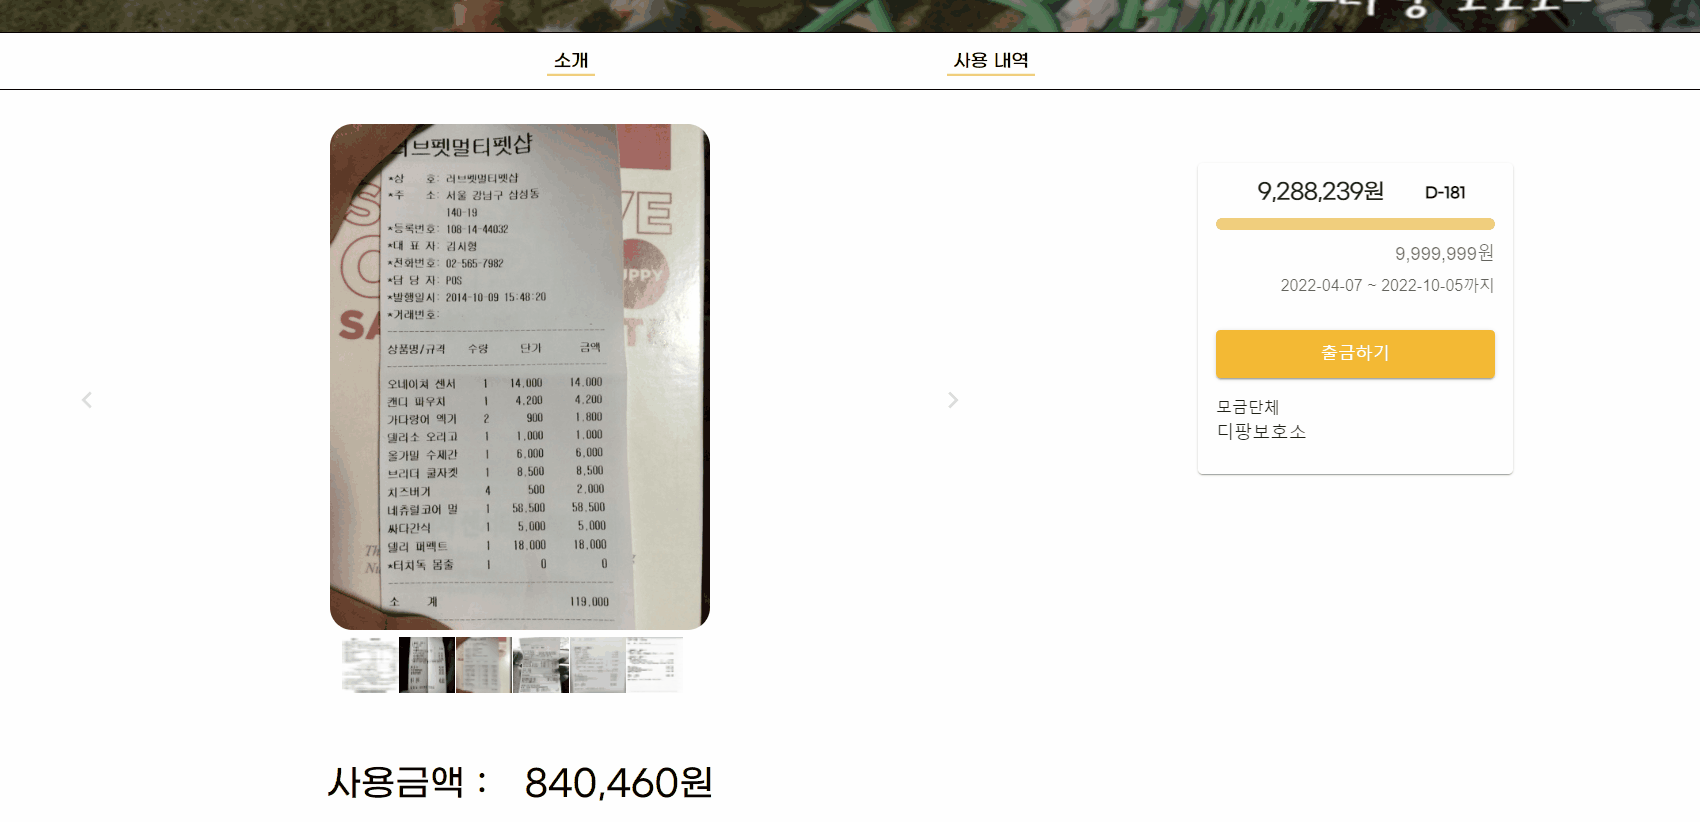 소개
사용 내역
러브펫멀티펫샵
*상 호: 러브펫멀티펫샵
*주 소: 서울 강남구 삼성동
140-19
*등록번호: 108-14-44032
*대 표 자: 김시형
*전화번호: 02-565-7982
*담 당 자: POS
*발행일시: 2014-10-09 15:48:20
*거래번호:
상품명/규격 수량 단가 금액
오네이쳐 센서 1 14,000 14,000
캔디 파우치 1 4,200 4,200
가다랑어 엑기 2 900 1,800
델리소 오리고 1 1,000 1,000
올가밀 수제간 1 6,000 6,000
브리더 쿨자켓 1 8,500 8,500
치즈버거 4 500 2,000
네츄럴코어 멀 1 58,500 58,500
싸다간식 1 5,000 5,000
델리 퍼펙트 1 18,000 18,000
*터치독 몸줄 1 0 0
소 계 119,000
사용금액 : 840,460원
9,288,239원 D-181
9,999,999원
2022-04-07 ~ 2022-10-05까지
출금하기
모금단체
디팡보호소